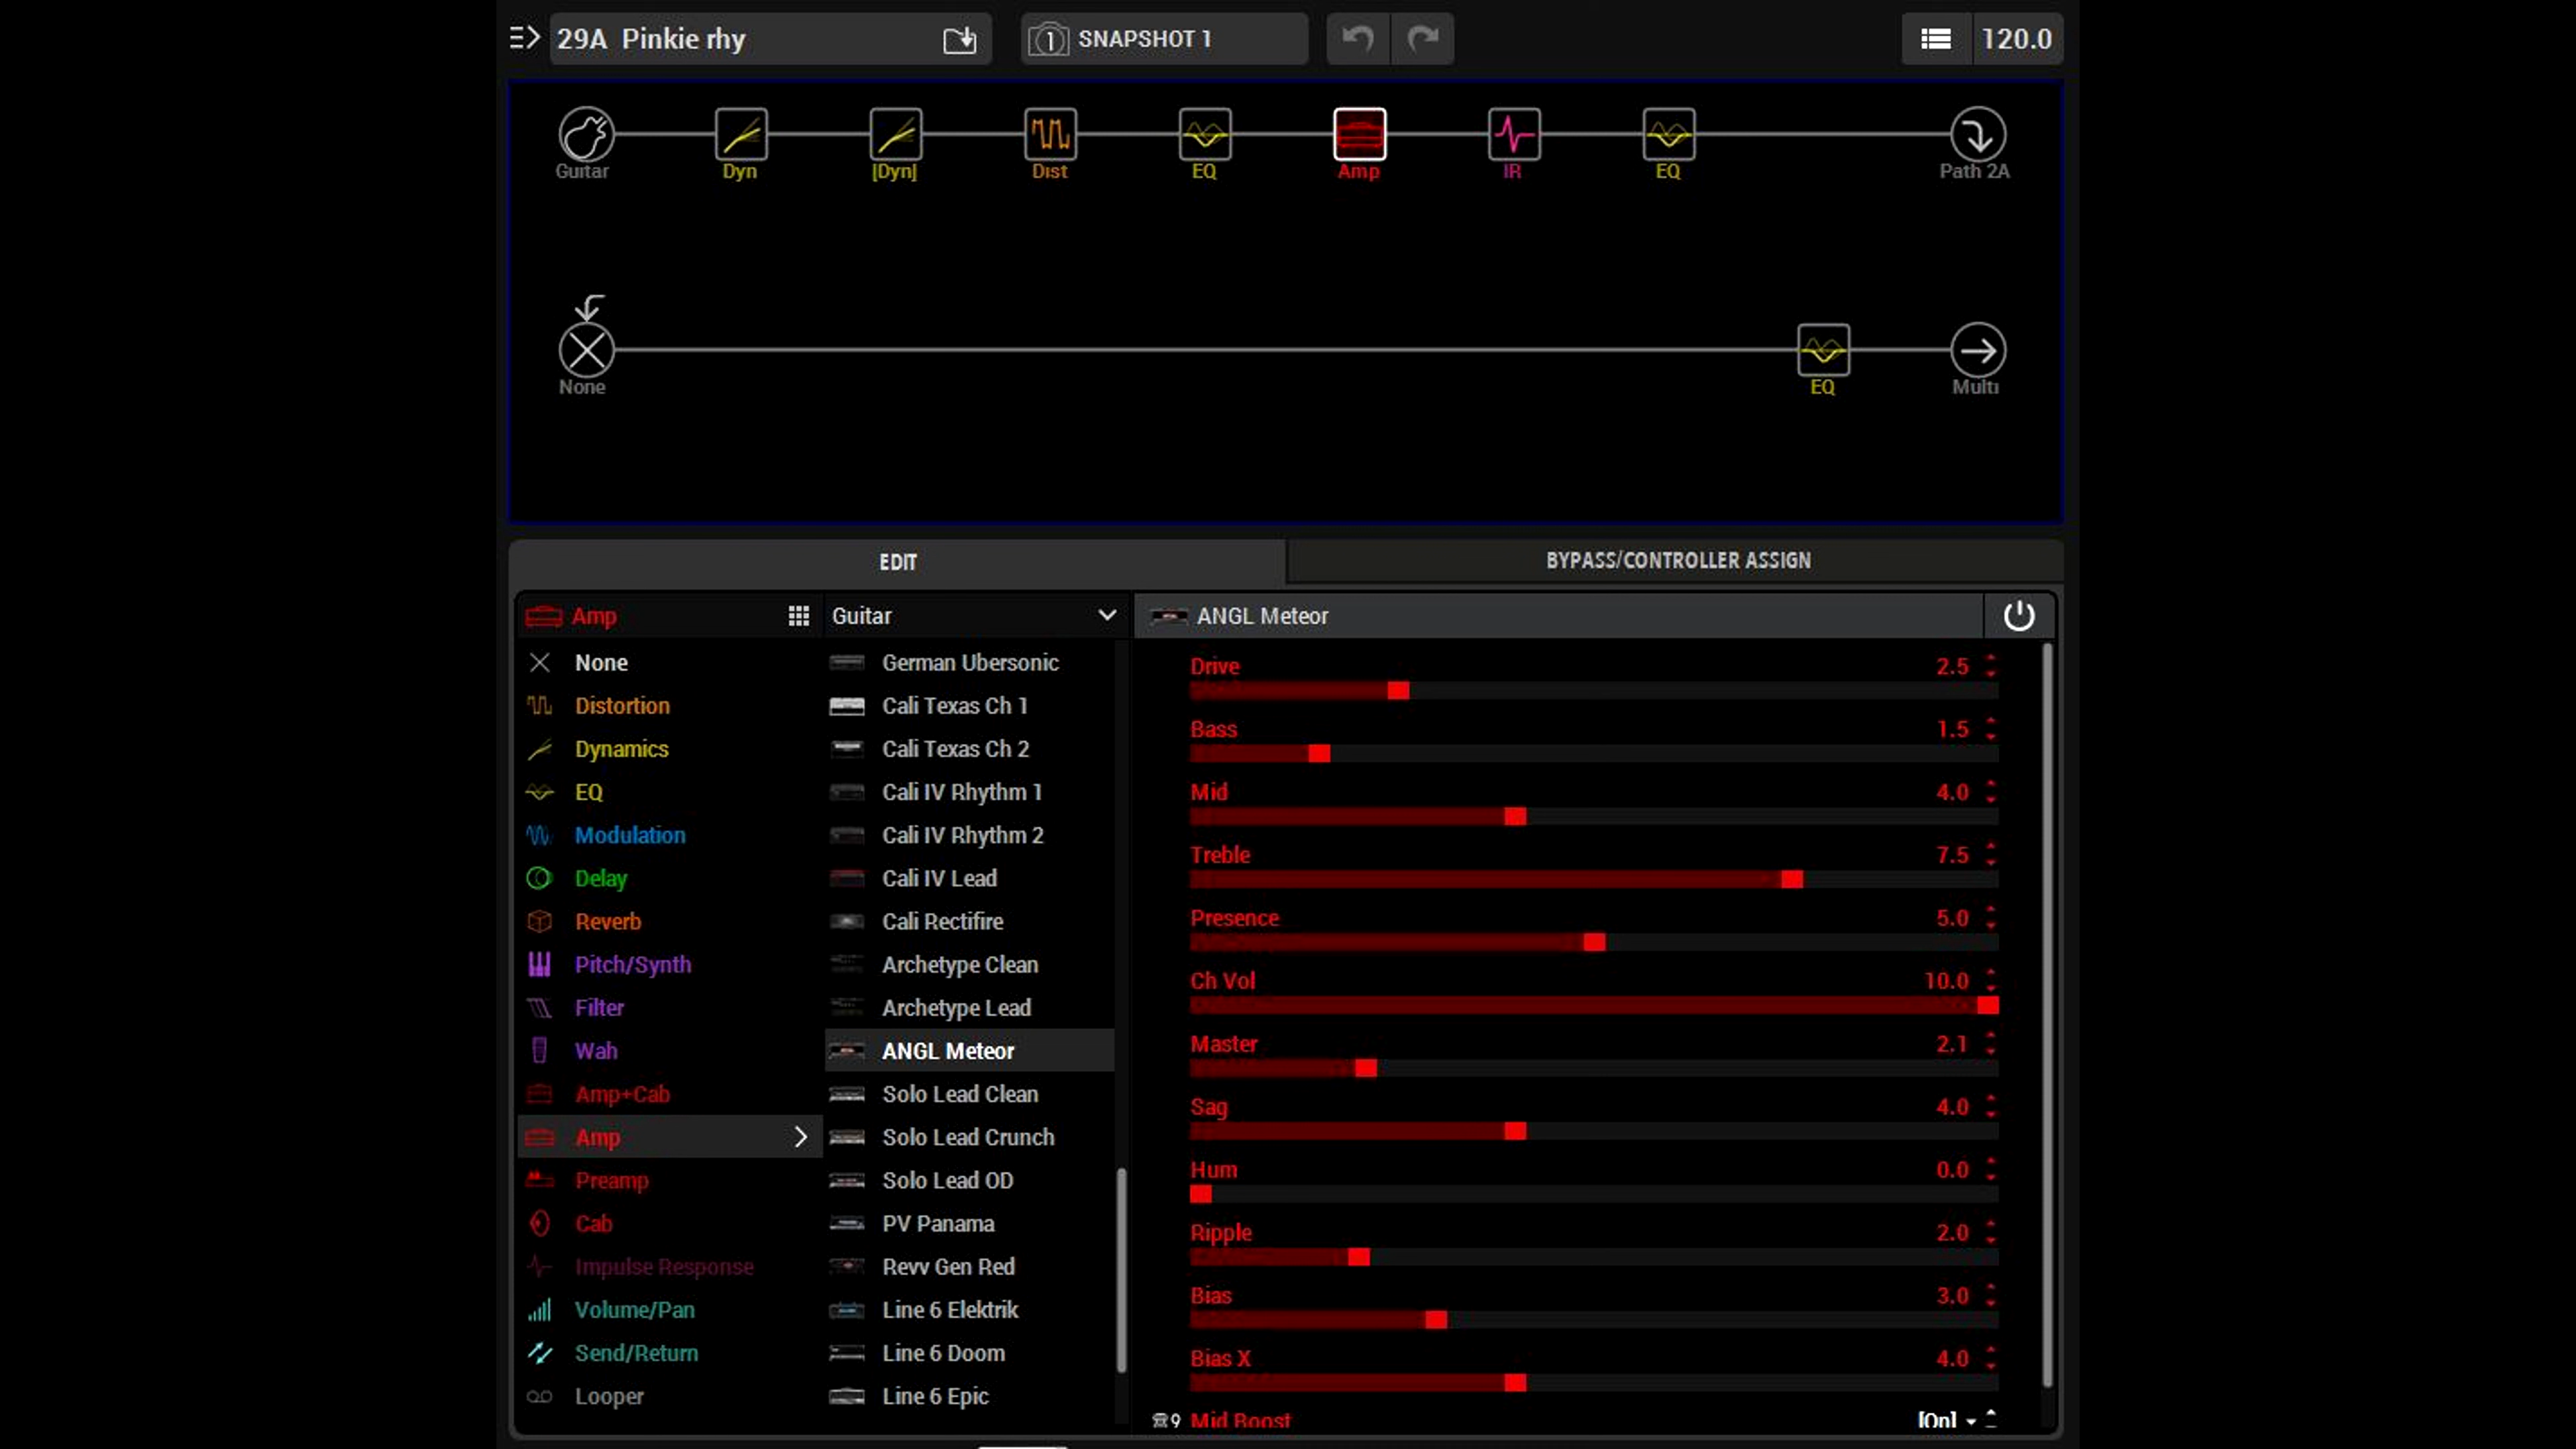 29A Pinkie rhy
1 SNAPSHOT 1
120.0
Guitar Dyn [Dyn] Dist EQ Amp IR EQ Path 2A
None EQ Multi
EDIT BYPASS/CONTROLLER ASSIGN
Amp Guitar ANGL Meteor
None
Distortion
Dynamics
EQ
Modulation
Delay
Reverb
Pitch/Synth
Filter
Wah
Amp+Cab
Amp
Preamp
Cab
Impulse Response
Volume/Pan
Send/Return
Looper
German Ubersonic
Cali Texas Ch 1
Cali Texas Ch 2
Cali IV Rhythm 1
Cali IV Rhythm 2
Cali IV Lead
Cali Rectifire
Archetype Clean
Archetype Lead
ANGL Meteor
Solo Lead Clean
Solo Lead Crunch
Solo Lead OD
PV Panama
Revv Gen Red
Line 6 Elektrik
Line 6 Doom
Line 6 Epic
Drive 2.5
Bass 1.5
Mid 4.0
Treble 7.5
Presence 5.0
Ch Vol 10.0
Master 2.1
Sag 4.0
Hum 0.0
Ripple 2.0
Bias 3.0
Bias X 4.0
9 Mid Boost [On]